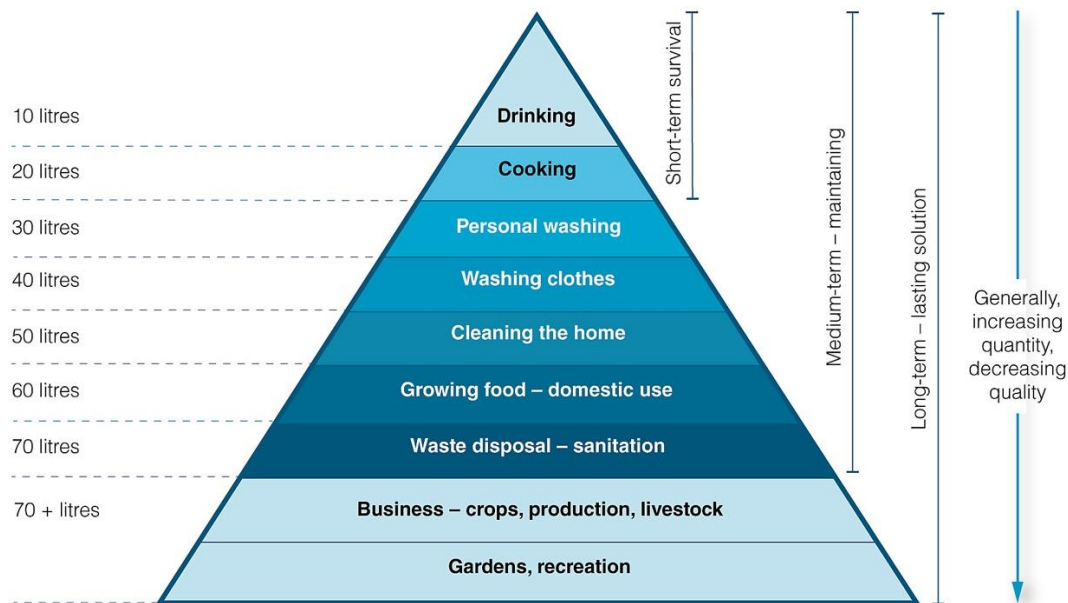 10 litres
Drinking
20 litres
Cooking
30 litres
Personal washing
40 litres
Washing clothes
50 litres
Cleaning the home
60 litres
Growing food – domestic use
70 litres
Waste disposal – sanitation
70 + litres
Business – crops, production, livestock
Gardens, recreation
Short-term survival
Medium-term – maintaining
Long-term – lasting solution
Generally,
increasing
quantity,
decreasing
quality